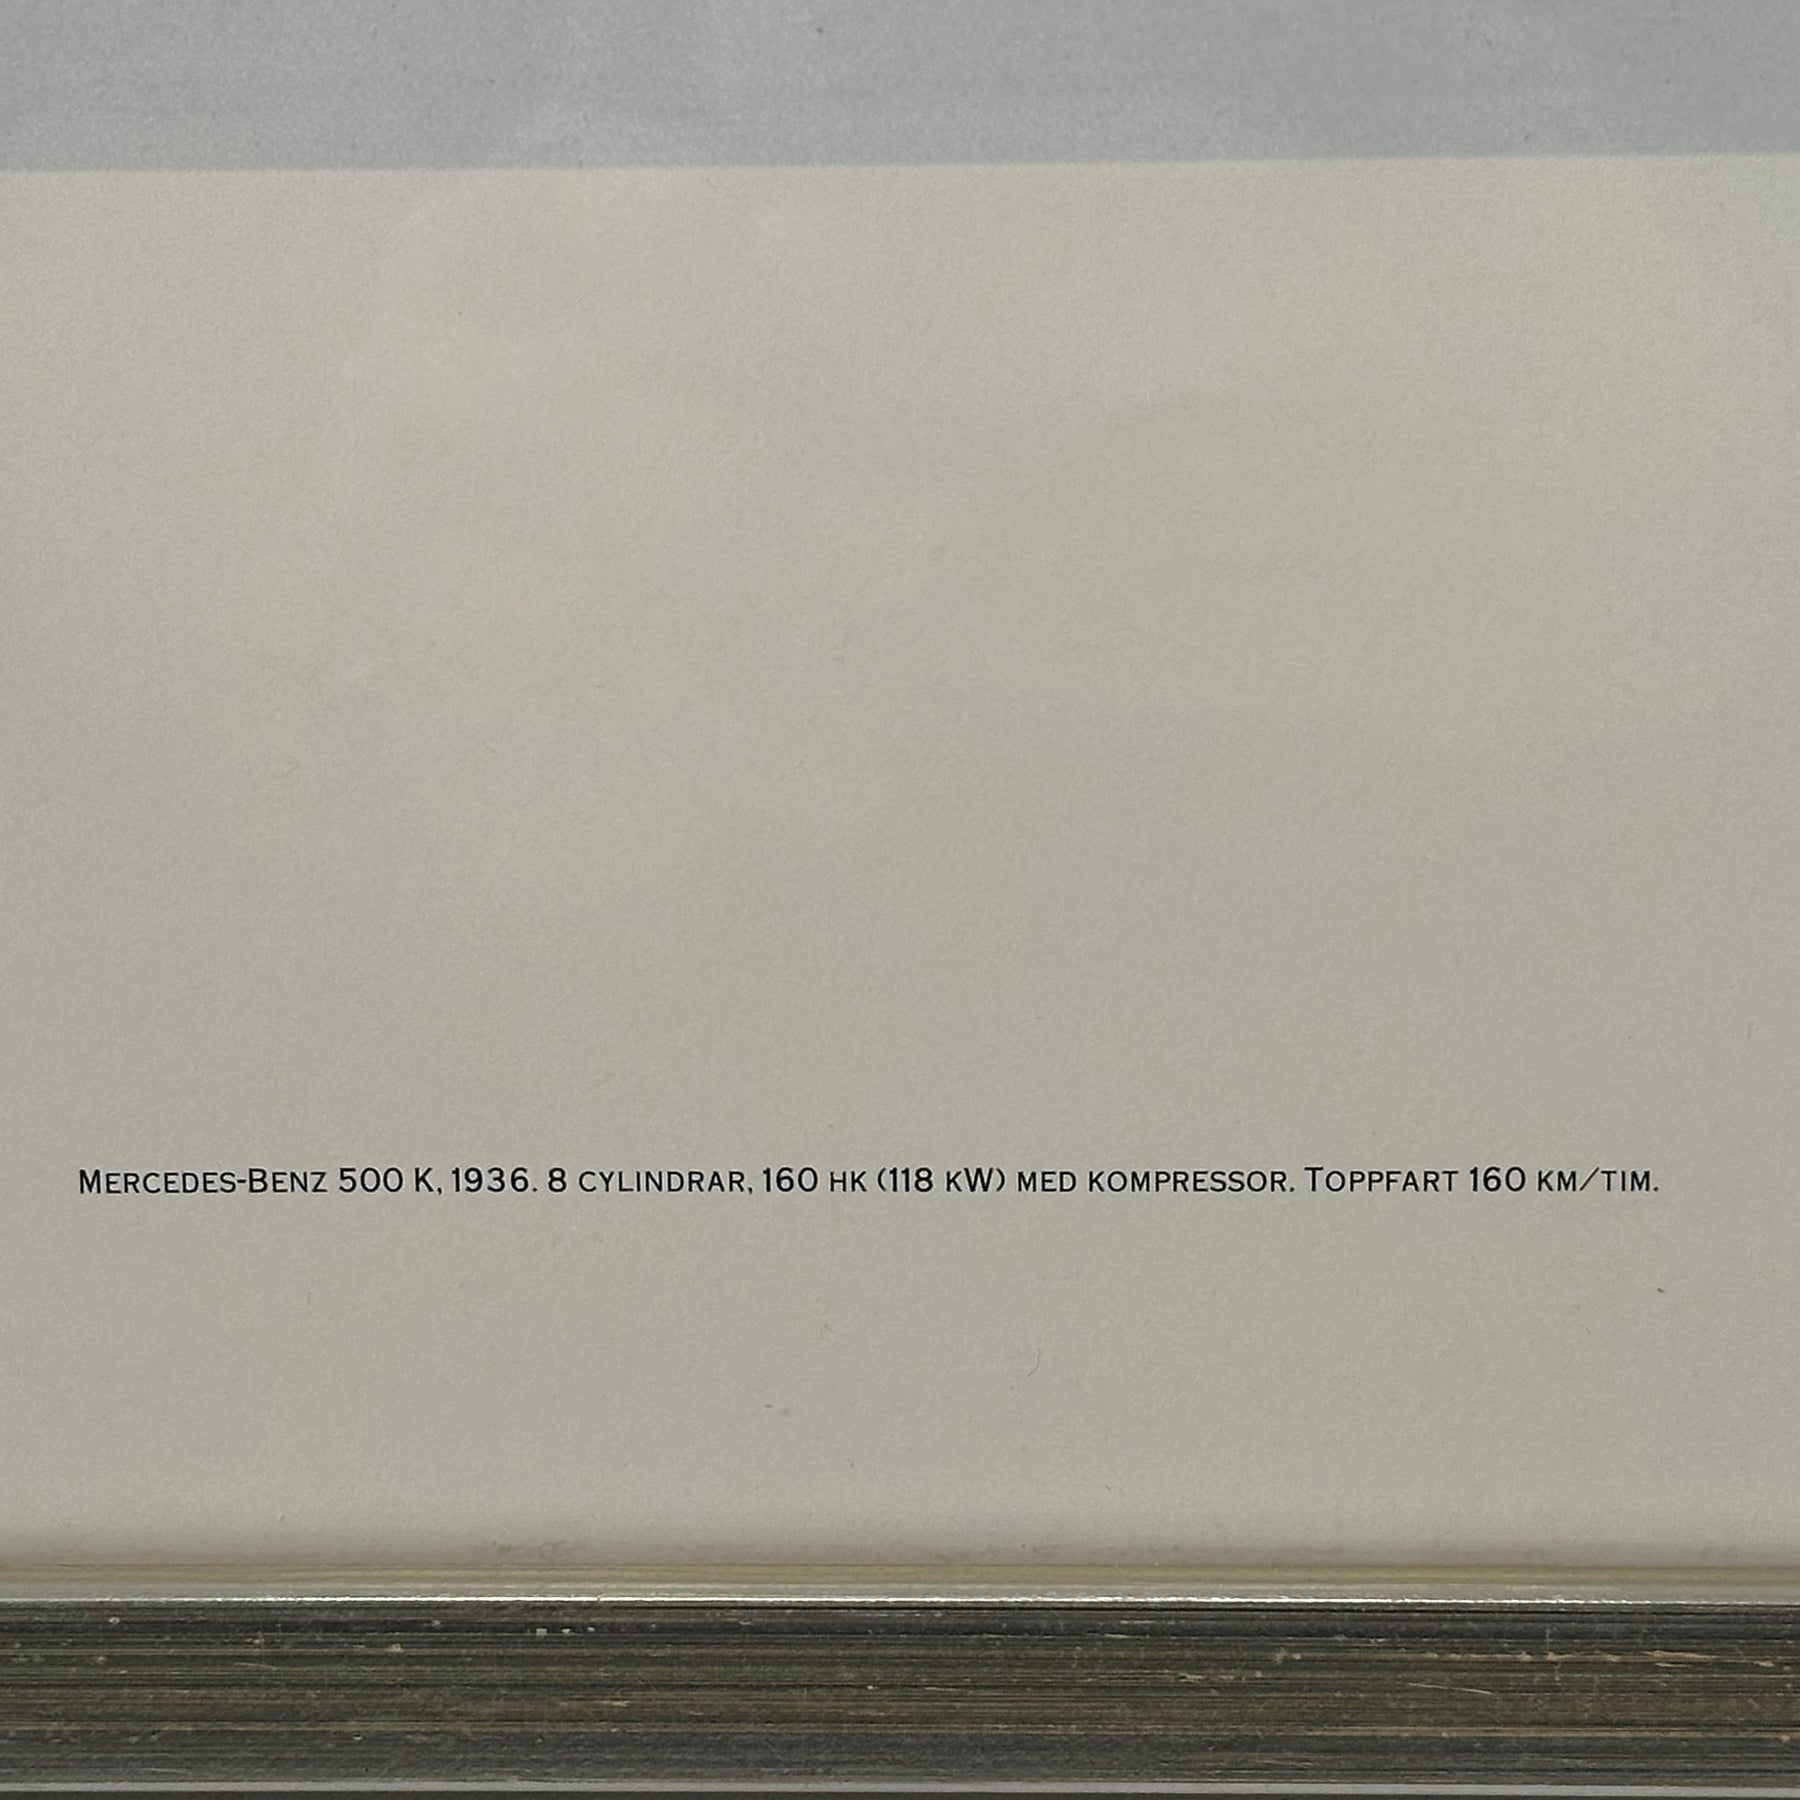 Mercedes-Benz 500 K, 1936. 8 cylindrar, 160 hk (118 kW) med kompressor. Toppfart 160 km/tim.